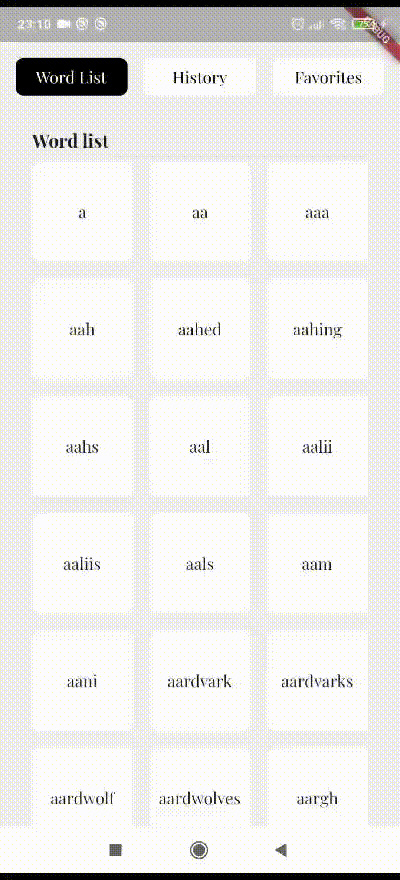 23:10
Word List History Favorites
Word list
a aa aaa
aah aahed aahing
aahs aal aalii
aaliis aals aam
aani aardvark aardvarks
aardwolf aardwolves aargh